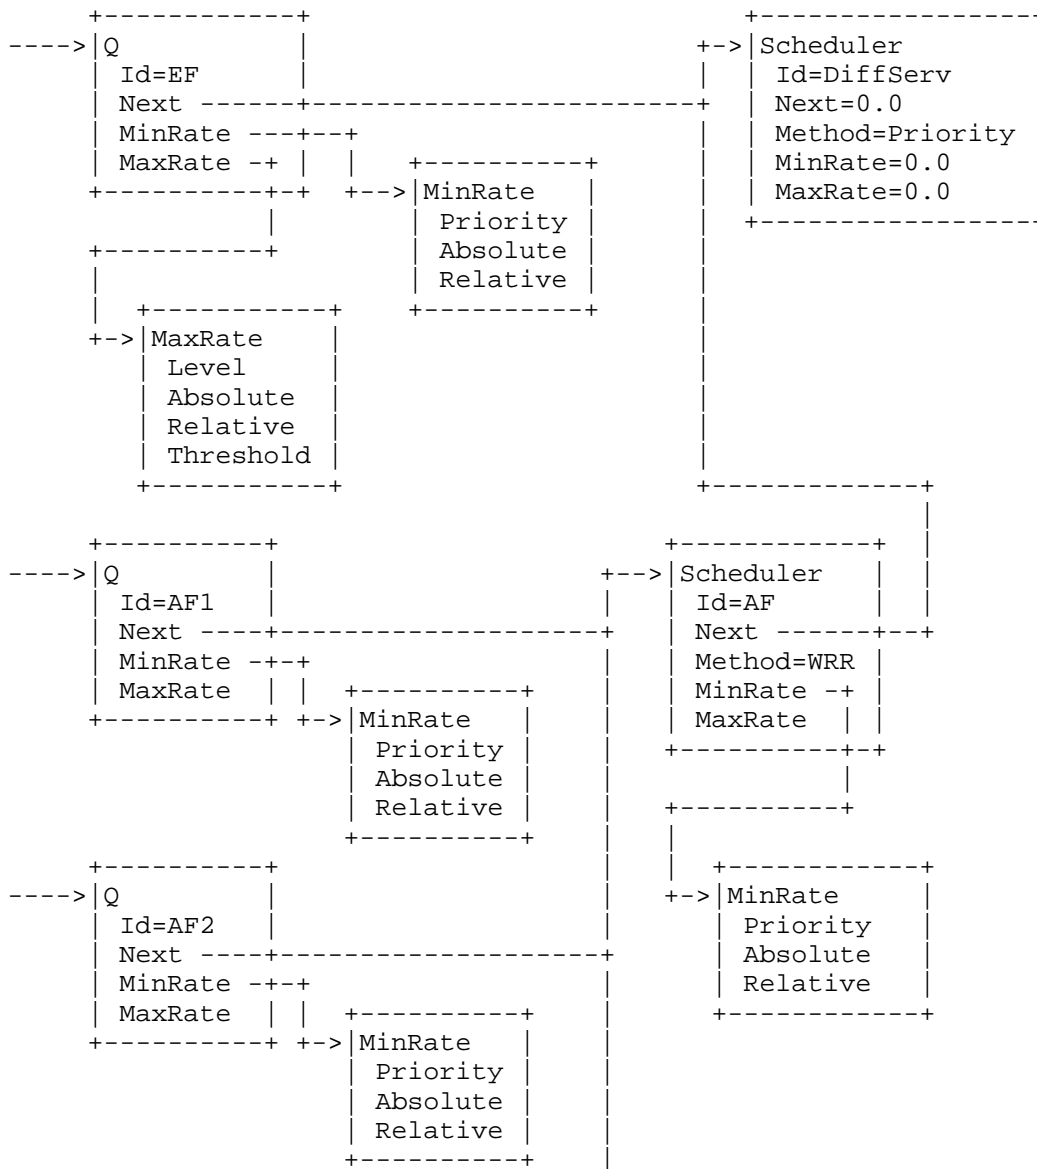 Q
Id=EF
Next
MinRate
MaxRate
Scheduler
Id=DiffServ
Next=0.0
Method=Priority
MinRate=0.0
MaxRate=0.0
MinRate
Priority
Absolute
Relative
MaxRate
Level
Absolute
Relative
Threshold
Q
Id=AF1
Next
MinRate
MaxRate
Scheduler
Id=AF
Next
Method=WRR
MinRate
MaxRate
MinRate
Priority
Absolute
Relative
Q
Id=AF2
Next
MinRate
MaxRate
MinRate
Priority
Absolute
Relative
MinRate
Priority
Absolute
Relative